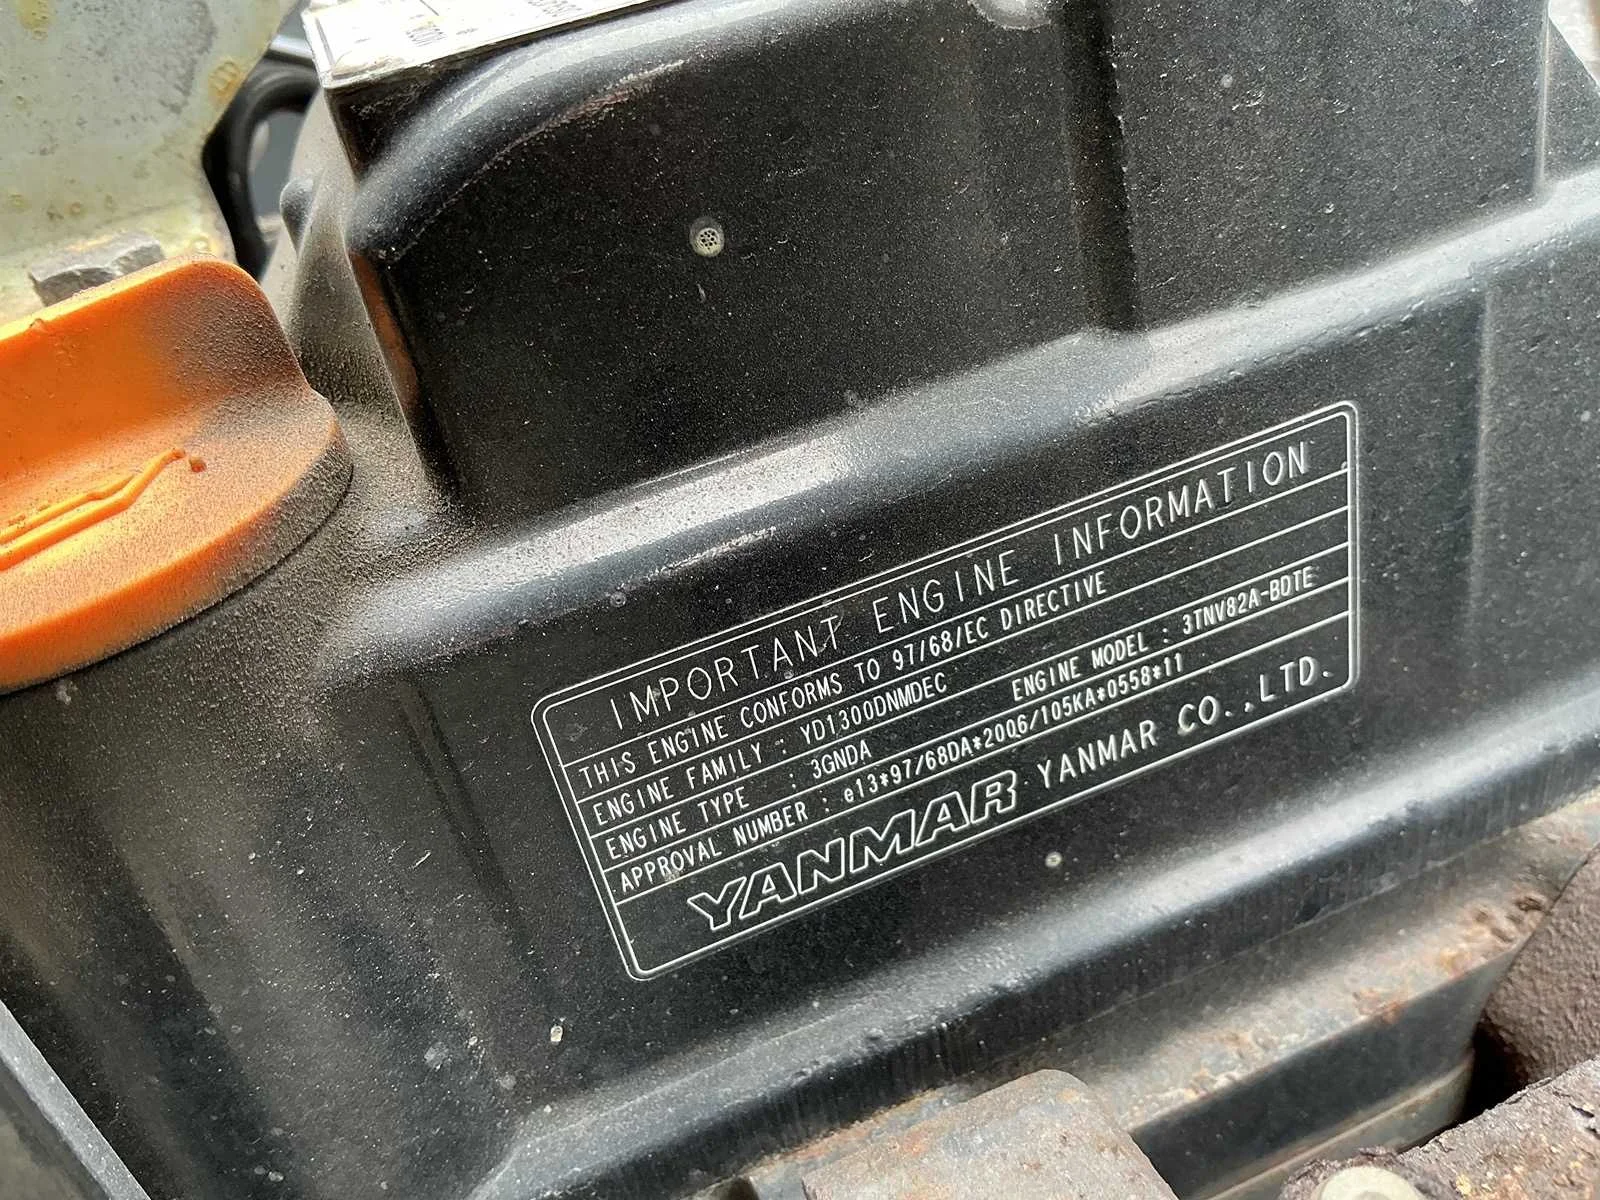 IMPORTANT ENGINE INFORMATION
THIS ENGINE CONFORMS TO 97/68/EC DIRECTIVE
ENGINE FAMILY : YD1300DNMDEC ENGINE MODEL : 3TNV82A-BDTE
ENGINE TYPE : 3GNDA
APPROVAL NUMBER : e13*97/68DA*2006/105KA*0558*11
YANMAR YANMAR CO.,LTD.